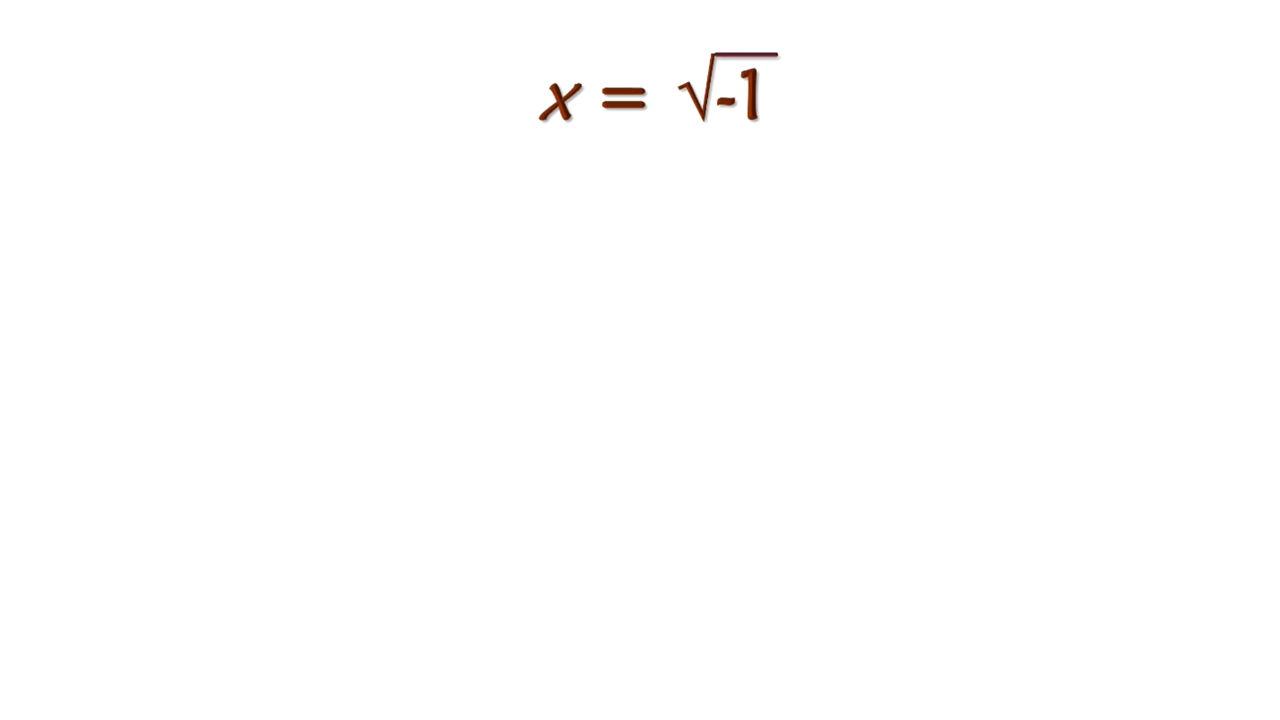 x = √-1